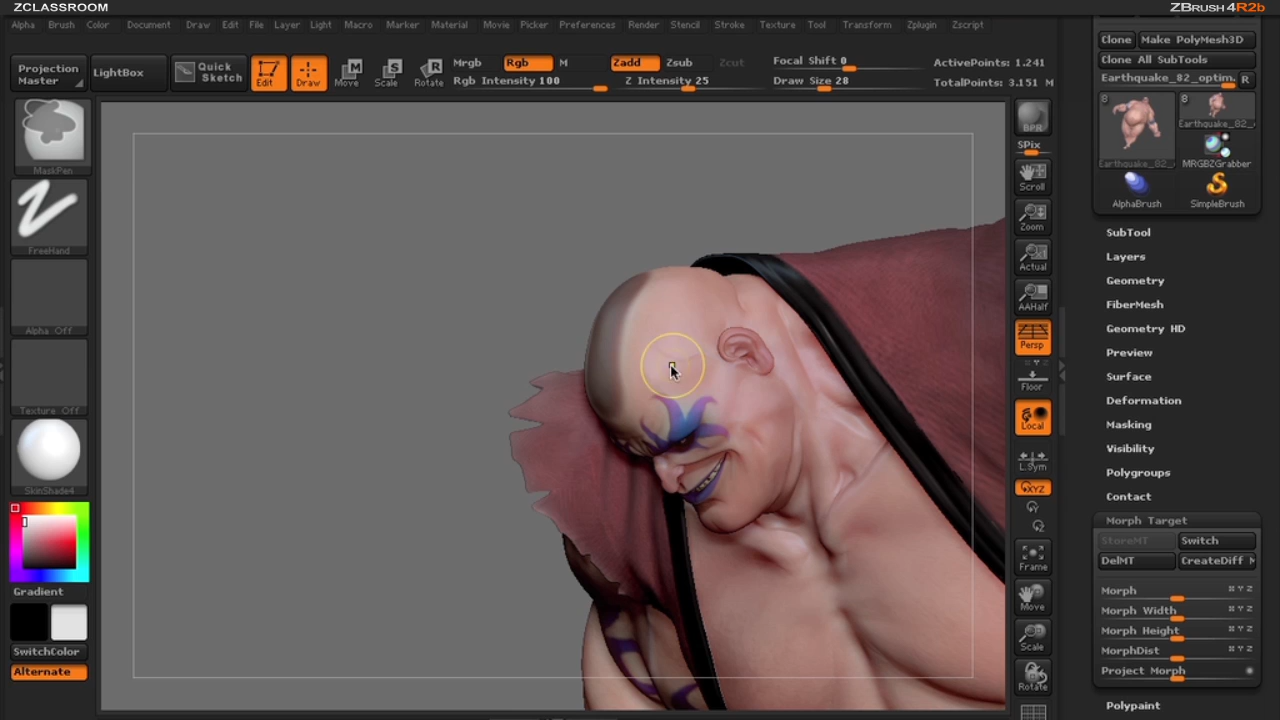 ZCLASSROOM
ZBRUSH 4R2b
Alpha Brush Color Document Draw Edit File Layer Light Macro Marker Material Movie Picker Preferences Render Stencil Stroke Texture Tool Transform Zplugin Zscript
Projection Master
LightBox
Quick Sketch
Edit
Draw
Move
Scale
Rotate
Mrgb Rgb M
Rgb Intensity 100
Zadd Zsub Zcut
Z Intensity 25
Focal Shift 0
Draw Size 28
ActivePoints: 1.241
TotalPoints: 3.151 M
MaskPen
FreeHand
Alpha Off
Texture Off
SkinShade4
Gradient
SwitchColor
Alternate
BPR
SPix
Scroll
Zoom
Actual
AAHalf
Persp
Floor
Local
L.Sym
XYZ
Y
Z
Frame
Move
Scale
Rotate
Clone Make PolyMesh3D
Clone All SubTools
Earthquake_82_optim. R
8 8
Earthquake_82_
Earthquake_82_ MRGBZGrabber
AlphaBrush SimpleBrush
SubTool
Layers
Geometry
FiberMesh
Geometry HD
Preview
Surface
Deformation
Masking
Visibility
Polygroups
Contact
Morph Target
StoreMT Switch
DelMT CreateDiff M
Morph X Y Z
Morph Width X Y Z
Morph Height X Y Z
MorphDist X Y Z
Project Morph
Polypaint